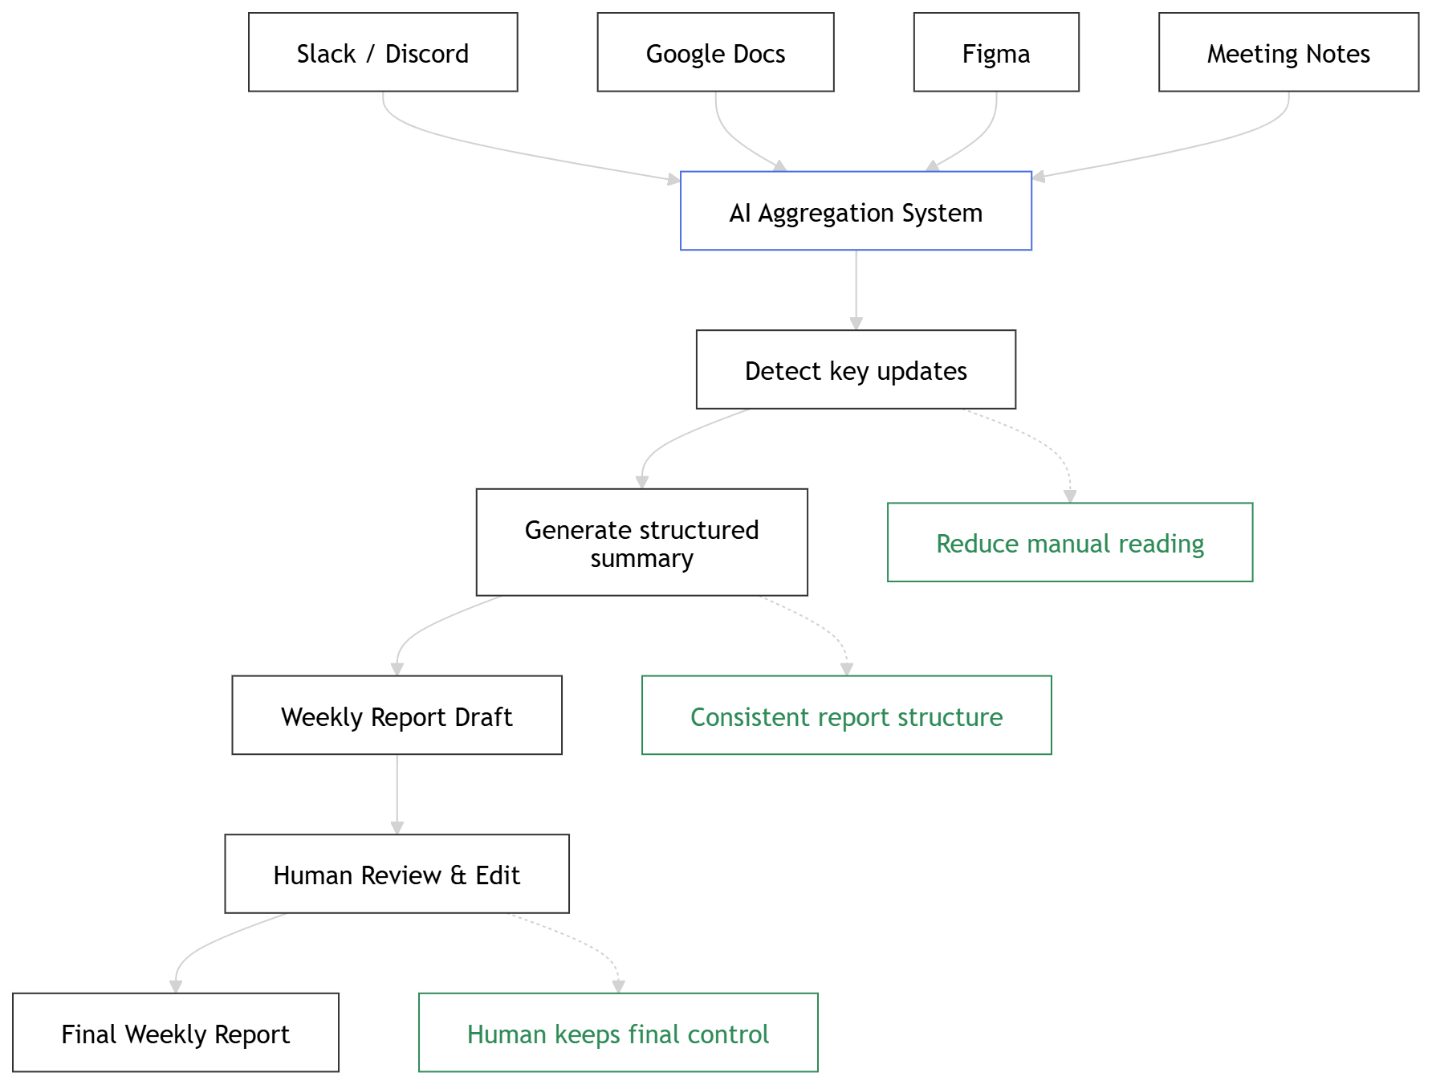 Slack / Discord
Google Docs
Figma
Meeting Notes
AI Aggregation System
Detect key updates
Generate structured
summary
Reduce manual reading
Weekly Report Draft
Consistent report structure
Human Review & Edit
Final Weekly Report
Human keeps final control